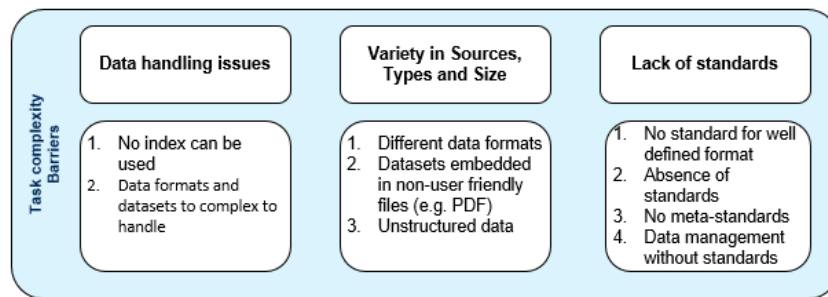 Task complexity
Barriers
Data handling issues
1. No index can be
used
2. Data formats and
datasets to complex to
handle
Variety in Sources,
Types and Size
1. Different data formats
2. Datasets embedded
in non-user friendly
files (e.g. PDF)
3. Unstructured data
Lack of standards
1. No standard for well
defined format
2. Absence of
standards
3. No meta-standards
4. Data management
without standards